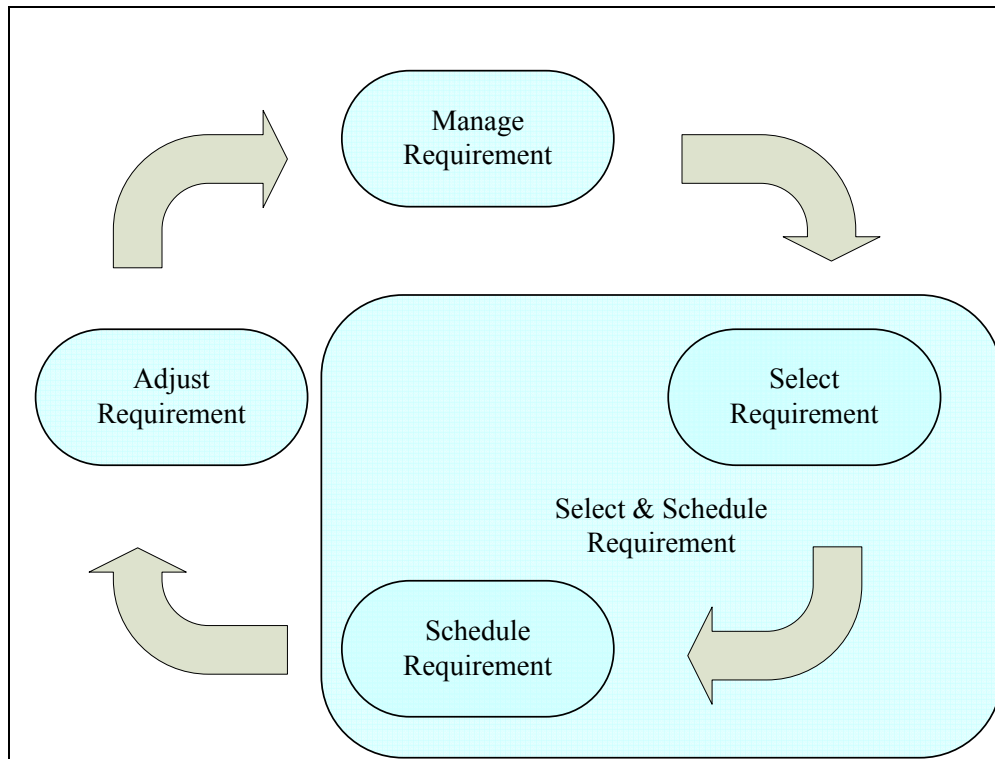 Manage
Requirement
Adjust
Requirement
Select
Requirement
Select & Schedule
Requirement
Schedule
Requirement